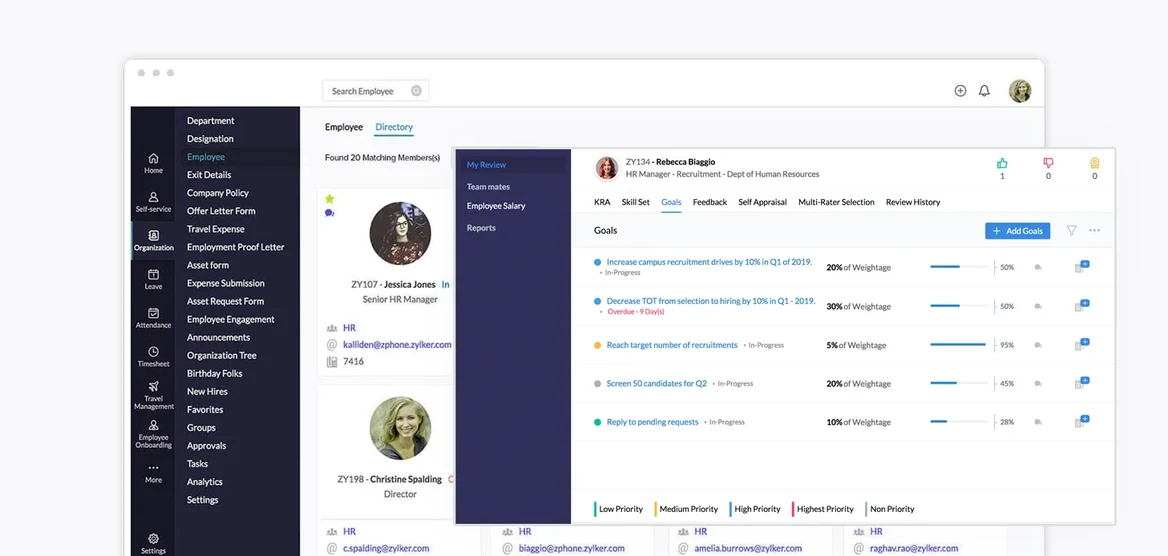 Search Employee
Home
Self-service
Organization
Leave
Attendance
Timesheet
Travel
Management
Employee
Onboarding
More
Settings
Department
Designation
Employee
Exit Details
Company Policy
Offer Letter Form
Travel Expense
Employment Proof Letter
Asset form
Expense Submission
Asset Request Form
Employee Engagement
Announcements
Organization Tree
Birthday Folks
New Hires
Favorites
Groups
Approvals
Tasks
Analytics
Settings
Employee Directory
Found 20 Matching Members(s)
ZY107 - Jessica Jones In
Senior HR Manager
HR
kaliiden@zphone.zylker.com
7416
ZY198 - Christine Spalding
Director
HR
c.spalding@zylker.com
HR
biaggio@zphone.zylker.com
HR
amelia.burrows@zylker.com
HR
raghav.rao@zylker.com
My Review
Team mates
Employee Salary
Reports
ZY134 - Rebecca Biaggio
HR Manager - Recruitment - Dept of Human Resources
1 0 0
KRA Skill Set Goals Feedback Self Appraisal Multi-Rater Selection Review History
Goals
+ Add Goals
Increase campus recruitment drives by 10% in Q1 of 2019. 20% of Weightage 50%
• In-Progress
Decrease TOT from selection to hiring by 10% in Q1 - 2019. 30% of Weightage 50%
• Overdue - 9 Day(s)
Reach target number of recruitments • In-Progress 5% of Weightage 95%
Screen 50 candidates for Q2 • In-Progress 20% of Weightage 45%
Reply to pending requests • In-Progress 10% of Weightage 28%
Low Priority Medium Priority High Priority Highest Priority Non Priority